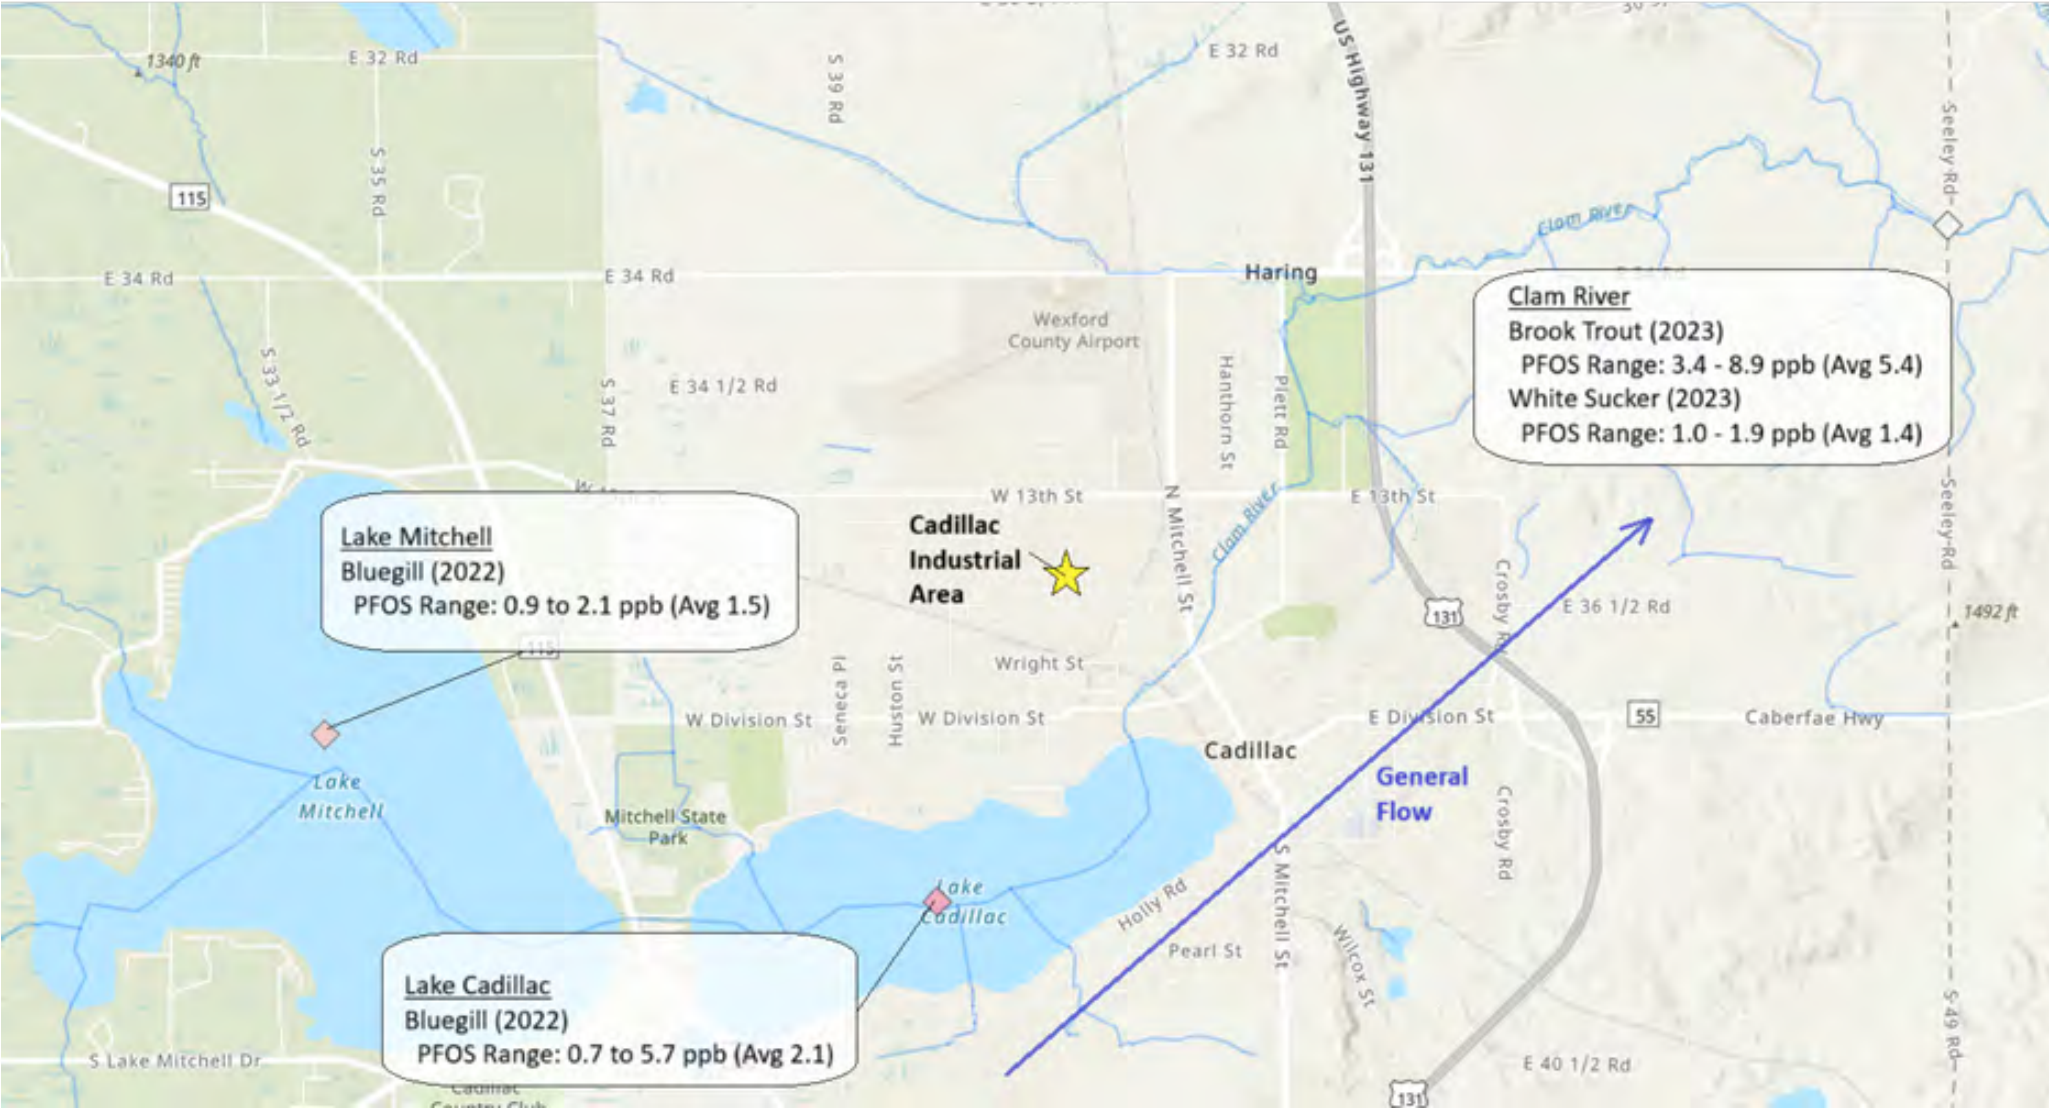 E 32 Rd
E 32 Rd
1340 ft
S 39 Rd
US Highway 131
Seeley Rd
S 35 Rd
115
Clam River
E 34 Rd
E 34 Rd
Haring
Wexford
County Airport
Clam River
Brook Trout (2023)
PFOS Range: 3.4 - 8.9 ppb (Avg 5.4)
White Sucker (2023)
PFOS Range: 1.0 - 1.9 ppb (Avg 1.4)
S 33 1/2 Rd
S 37 Rd
E 34 1/2 Rd
Hanthorn St
Plett Rd
W 13th St
E 13th St
N Mitchell St
Clam River
Seeley Rd
Lake Mitchell
Bluegill (2022)
PFOS Range: 0.9 to 2.1 ppb (Avg 1.5)
Cadillac
Industrial
Area
Crosby Rd
131
E 36 1/2 Rd
1492 ft
115
Wright St
Seneca Pl
Huston St
W Division St
W Division St
E Division St
55
Caberfae Hwy
Cadillac
General
Flow
Lake
Mitchell
Mitchell State
Park
Crosby Rd
Lake
Cadillac
Holly Rd
Pearl St
S Mitchell St
Wilcox St
Lake Cadillac
Bluegill (2022)
PFOS Range: 0.7 to 5.7 ppb (Avg 2.1)
S 49 Rd
S Lake Mitchell Dr
E 40 1/2 Rd
Cadillac
Country Club
131